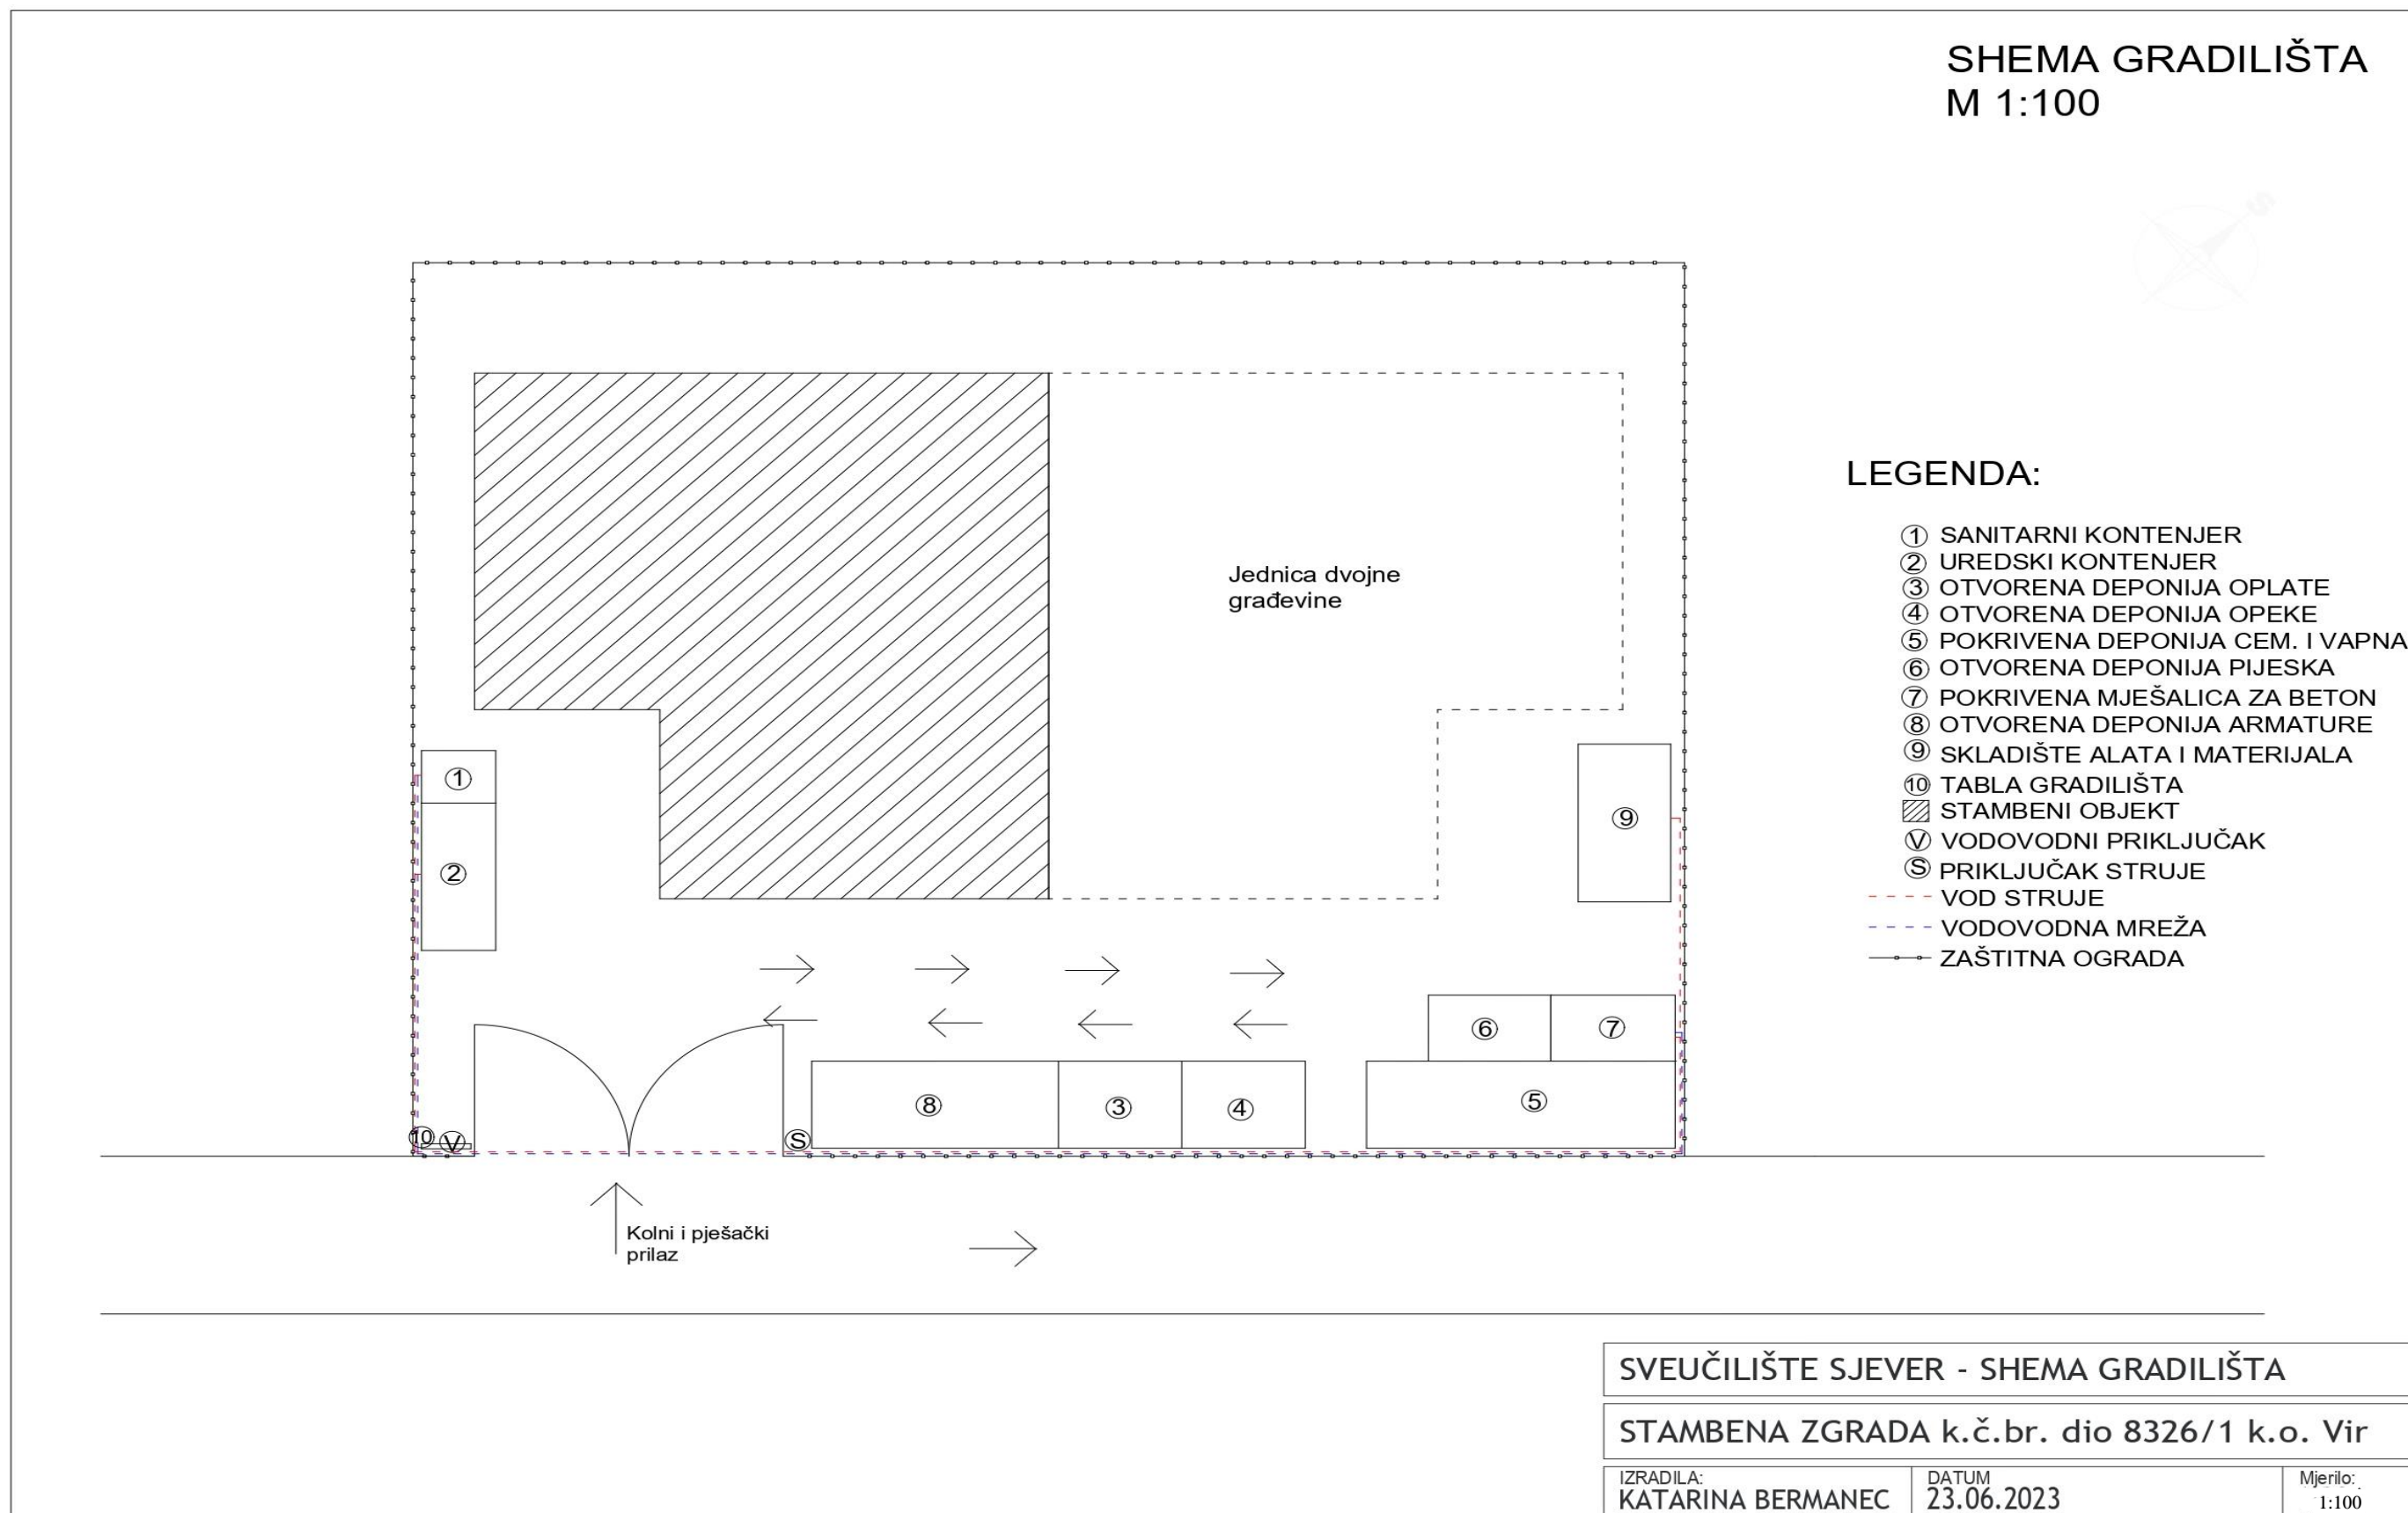 SHEMA GRADILIŠTA
M 1:100
S
Jednica dvojne
građevine
LEGENDA:
1 SANITARNI KONTENJER
2 UREDSKI KONTENJER
3 OTVORENA DEPONIJA OPLATE
4 OTVORENA DEPONIJA OPEKE
5 POKRIVENA DEPONIJA CEM. I VAPNA
6 OTVORENA DEPONIJA PIJESKA
7 POKRIVENA MJEŠALICA ZA BETON
8 OTVORENA DEPONIJA ARMATURE
9 SKLADIŠTE ALATA I MATERIJALA
10 TABLA GRADILIŠTA
STAMBENI OBJEKT
V VODOVODNI PRIKLJUČAK
S PRIKLJUČAK STRUJE
VOD STRUJE
VODOVODNA MREŽA
ZAŠTITNA OGRADA
1
2
9
6
7
8
3
4
5
10
V
S
Kolni i pješački
prilaz
SVEUČILIŠTE SJEVER - SHEMA GRADILIŠTA
STAMBENA ZGRADA k.č.br. dio 8326/1 k.o. Vir
IZRADILA:
KATARINA BERMANEC
DATUM
23.06.2023
Mjerilo:
1:100